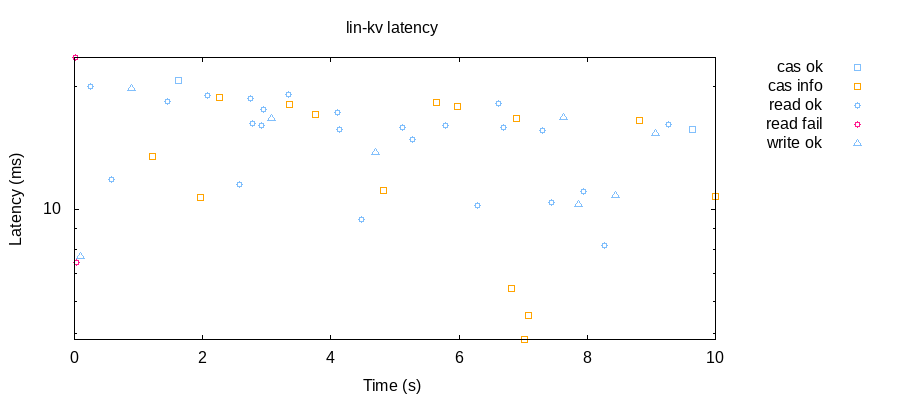 lin-kv latency
cas ok
cas info
read ok
read fail
write ok
Latency (ms)
10
0 2 4 6 8 10
Time (s)